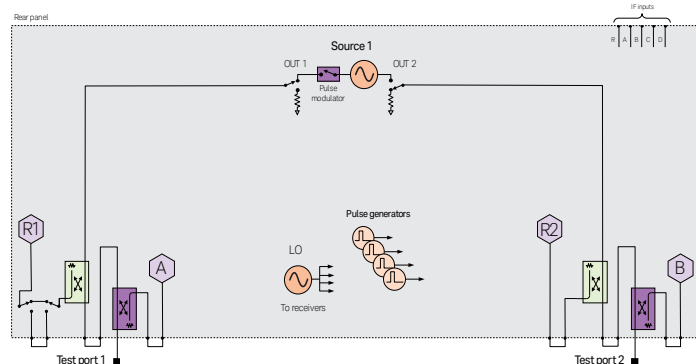 IF inputs
Rear panel
R A B C D
Source 1
OUT 1
OUT 2
Pulse
modulator
Pulse generators
R1
R2
LO
A
B
To receivers
Test port 1
Test port 2